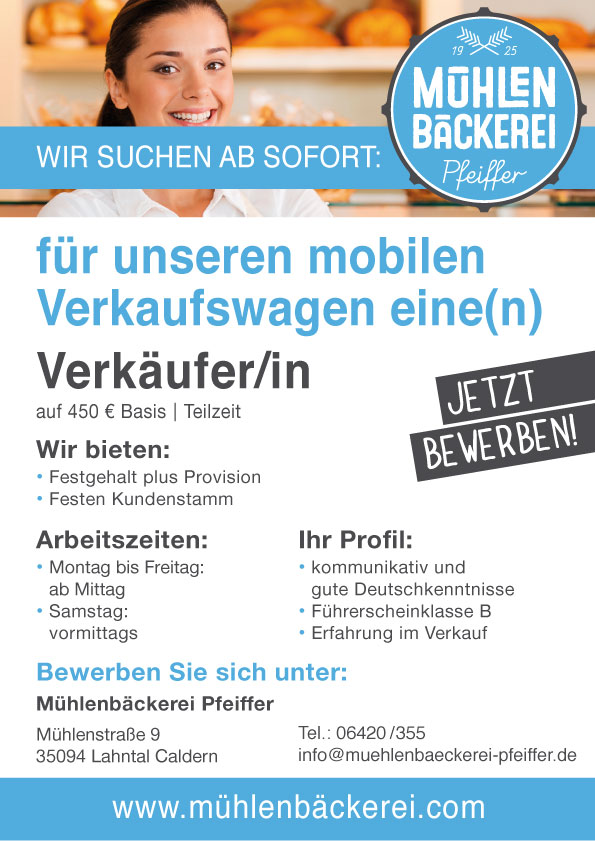 19 25
MÜHLEN
BÄCKEREI
Pfeiffer
WIR SUCHEN AB SOFORT:
für unseren mobilen
Verkaufswagen eine(n)
Verkäufer/in
auf 450 € Basis | Teilzeit
JETZT
BEWERBEN!
Wir bieten:
• Festgehalt plus Provision
• Festen Kundenstamm
Arbeitszeiten:
• Montag bis Freitag:
ab Mittag
• Samstag:
vormittags
Ihr Profil:
• kommunikativ und
gute Deutschkenntnisse
• Führerscheinklasse B
• Erfahrung im Verkauf
Bewerben Sie sich unter:
Mühlenbäckerei Pfeiffer
Mühlenstraße 9
35094 Lahntal Caldern
Tel.: 06420/355
info@muehlenbaeckerei-pfeiffer.de
www.mühlenbäckerei.com